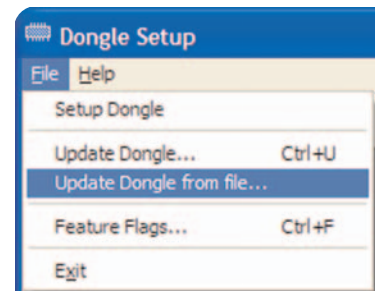 Dongle Setup
File Help
Setup Dongle
Update Dongle... Ctrl+U
Update Dongle from file...
Feature Flags... Ctrl+F
Exit